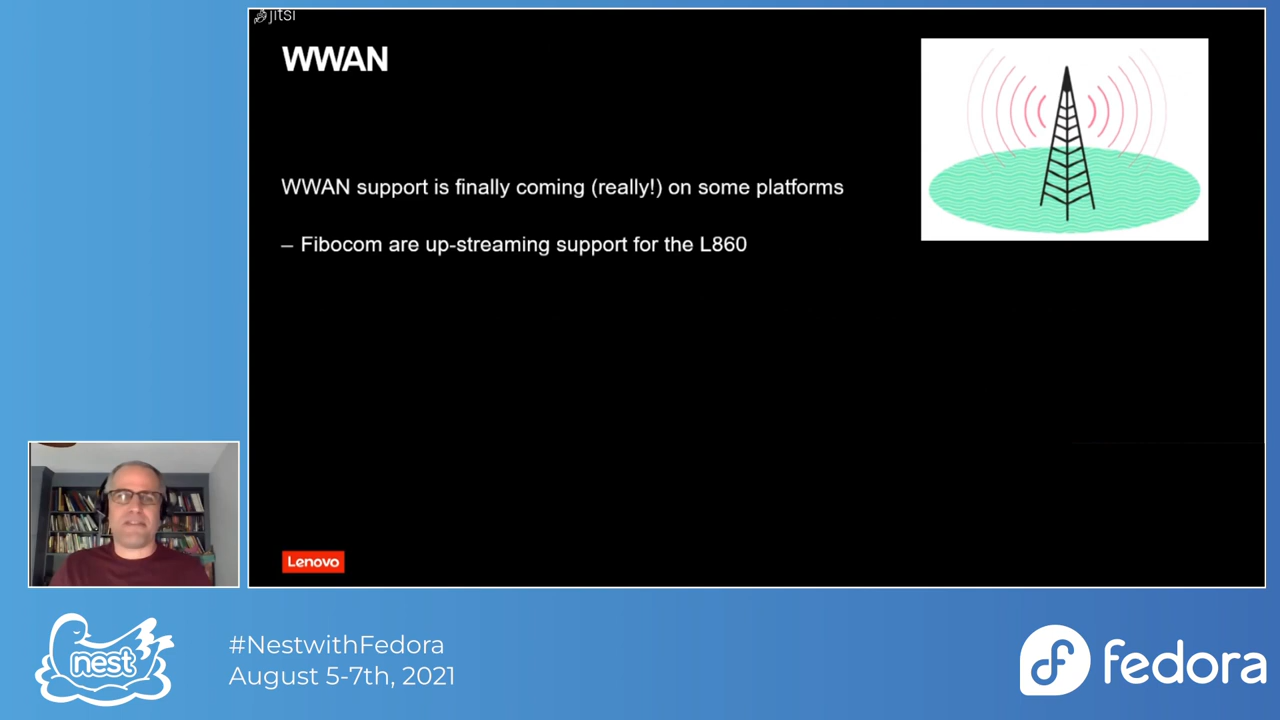 jitsi
WWAN
WWAN support is finally coming (really!) on some platforms
– Fibocom are up-streaming support for the L860
Lenovo
nest
#NestwithFedora
August 5-7th, 2021
fedora